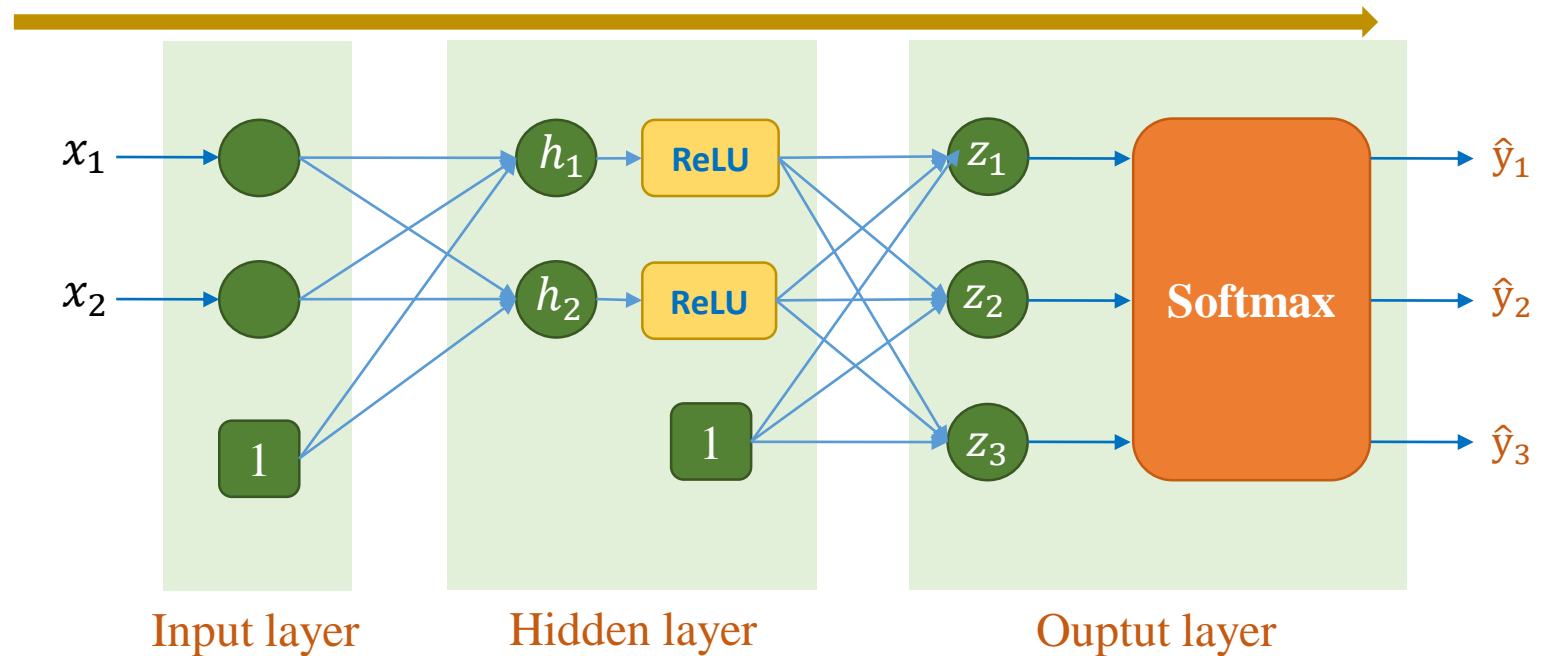 x₁ h₁ ReLU z₁ ŷ₁
x₂ h₂ ReLU z₂ Softmax ŷ₂
1 1 z₃ ŷ₃
Input layer Hidden layer Ouptut layer